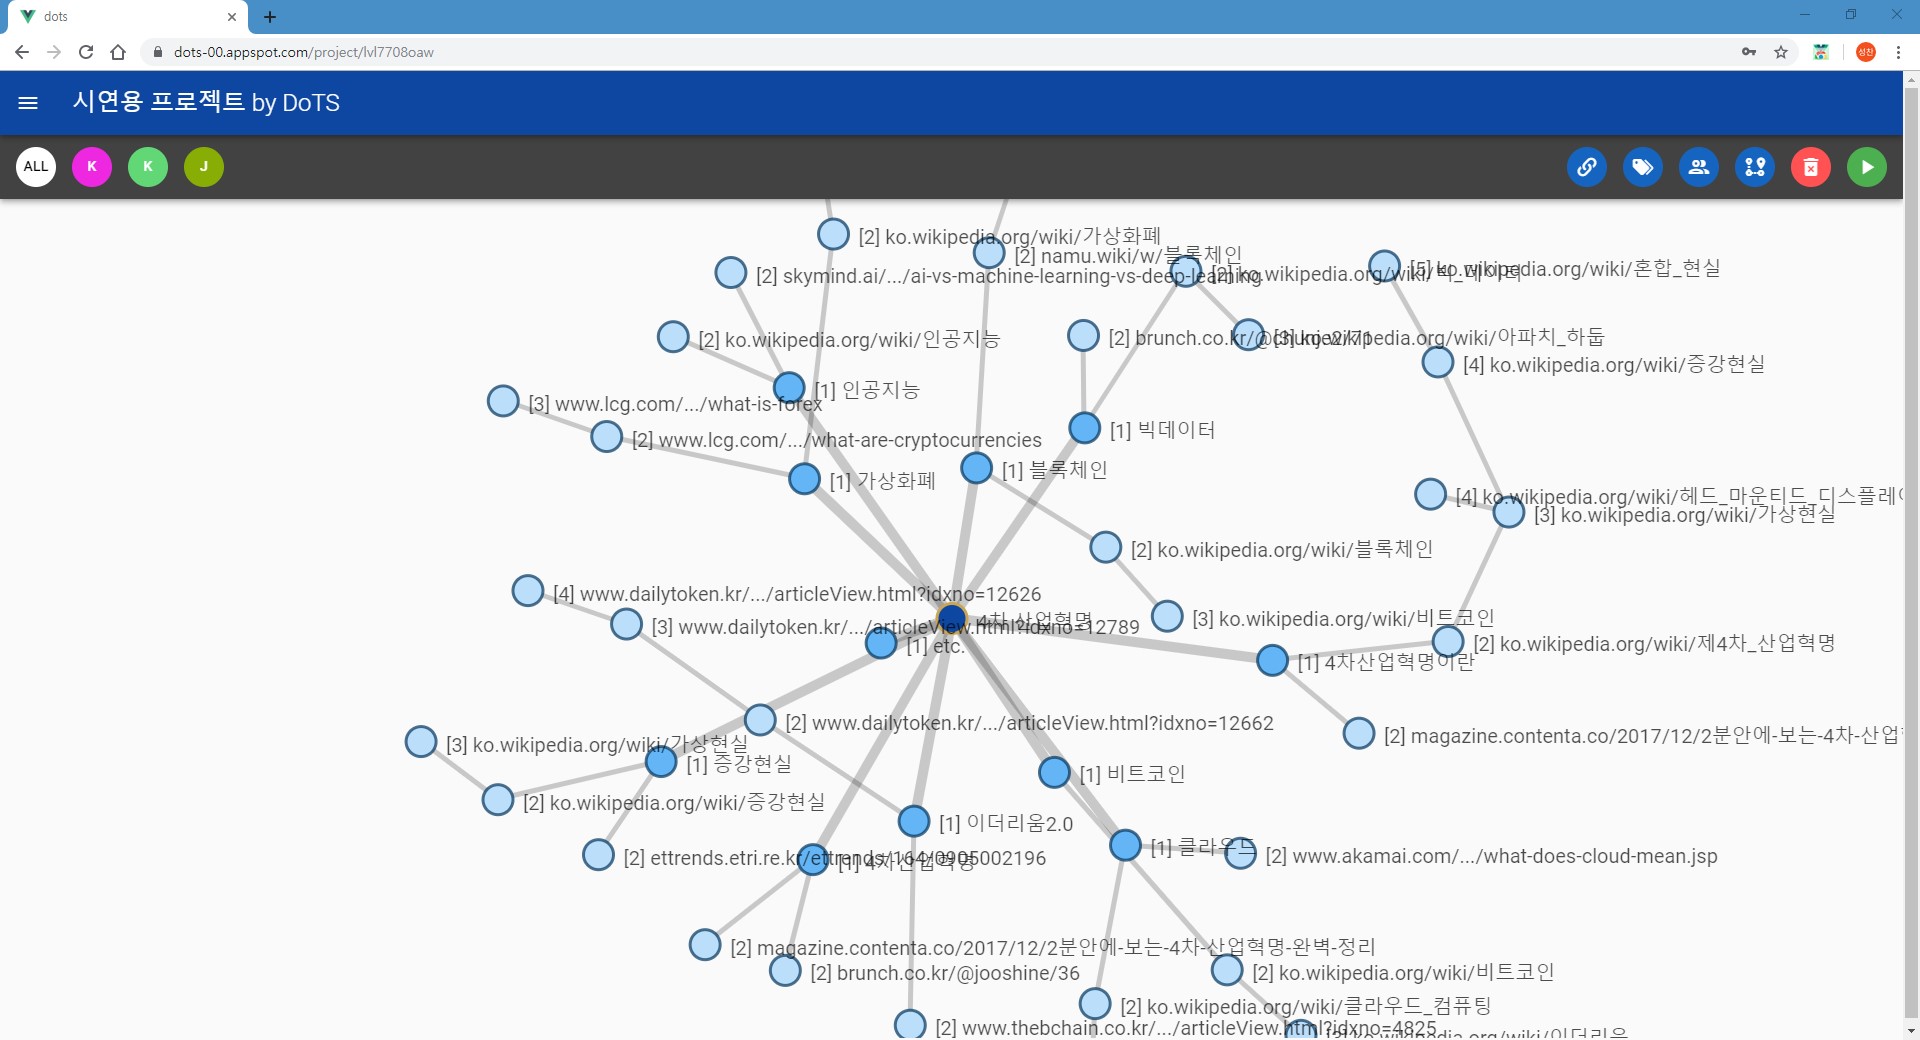 dots
dots-00.appspot.com/project/lvl7708oaw
성진
시연용 프로젝트 by DoTS
ALL K K J
[2] ko.wikipedia.org/wiki/가상화폐
[2] namu.wiki/w/블록체인
[2] skymind.ai/.../ai-vs-machine-learning-vs-deep-learning
[2] ko.wikipedia.org/wiki/빅_데이터
[5] ko.wikipedia.org/wiki/혼합_현실
[2] ko.wikipedia.org/wiki/인공지능
[2] brunch.co.kr/@chunja2/71
[3] ko.wikipedia.org/wiki/아파치_하둡
[4] ko.wikipedia.org/wiki/증강현실
[1] 인공지능
[3] www.lcg.com/.../what-is-forex
[1] 빅데이터
[2] www.lcg.com/.../what-are-cryptocurrencies
[1] 블록체인
[1] 가상화폐
[4] ko.wikipedia.org/wiki/헤드_마운티드_디스플레
[3] ko.wikipedia.org/wiki/가상현실
[2] ko.wikipedia.org/wiki/블록체인
[4] www.dailytoken.kr/.../articleView.html?idxno=12626
4차 산업혁명
[3] ko.wikipedia.org/wiki/비트코인
[3] www.dailytoken.kr/.../articleView.html?idxno=12789
[1] etc.
[2] ko.wikipedia.org/wiki/제4차_산업혁명
[1] 4차산업혁명이란
[2] www.dailytoken.kr/.../articleView.html?idxno=12662
[2] magazine.contenta.co/2017/12/2분안에-보는-4차-산업
[3] ko.wikipedia.org/wiki/가상현실
[1] 증강현실
[1] 비트코인
[2] ko.wikipedia.org/wiki/증강현실
[1] 이더리움2.0
[1] 클라우드
[2] www.akamai.com/.../what-does-cloud-mean.jsp
[2] ettrends.etri.re.kr/ettrends/164/0905002196
[1] 4차산업혁명
[2] magazine.contenta.co/2017/12/2분안에-보는-4차-산업혁명-완벽-정리
[2] brunch.co.kr/@jooshine/36
[2] ko.wikipedia.org/wiki/비트코인
[2] ko.wikipedia.org/wiki/클라우드_컴퓨팅
[2] www.thebchain.co.kr/.../articleView.html?idxno=4825
[3] ko.wikipedia.org/wiki/이더리움